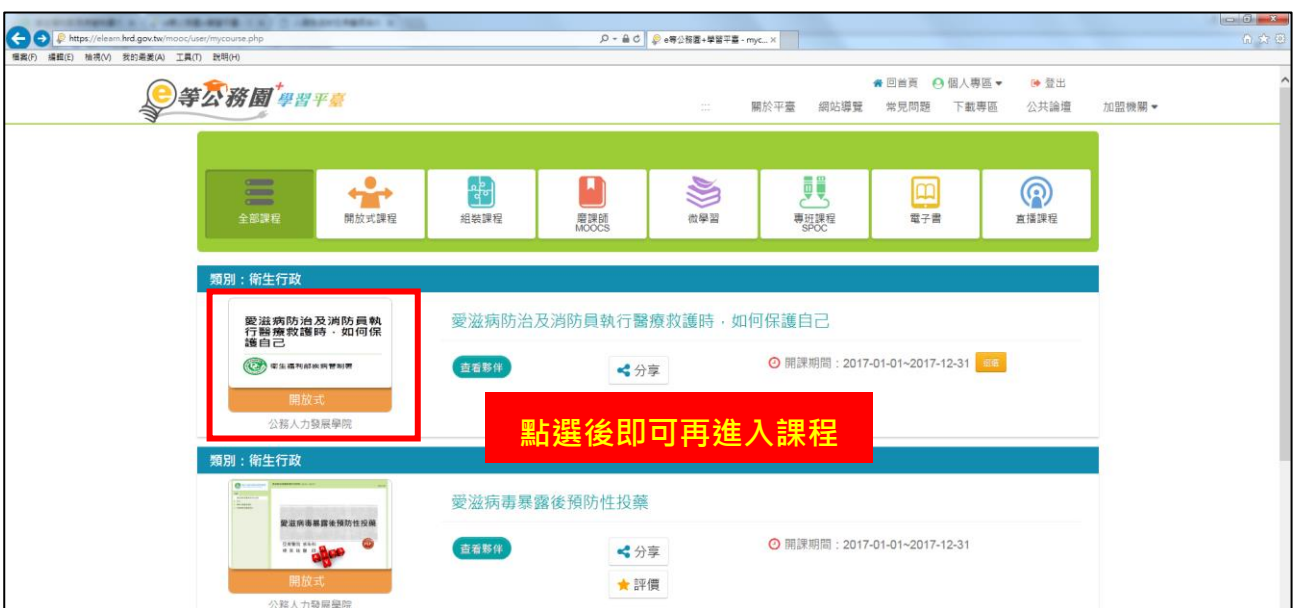 https://elearn.hrd.gov.tw/mooc/user/mycourse.php
e等公務園+學習平臺 - myc...
檔案(F) 編輯(E) 檢視(V) 我的最愛(A) 工具(T) 說明(H)
e等公務園+學習平臺
回首頁 個人專區 登出
關於平臺 網站導覽 常見問題 下載專區 公共論壇 加盟機關
全部課程 開放式課程 組裝課程 磨課師 微學習 專班課程 電子書 直播課程
MOOCS SPOC
類別：衛生行政
愛滋病防治及消防員執
行醫療救護時，如何保
護自己
衛生福利部疾病管制署
開放式
公務人力發展學院
愛滋病防治及消防員執行醫療救護時，如何保護自己
查看夥伴 分享 開課期間：2017-01-01~2017-12-31
點選後即可再進入課程
類別：衛生行政
愛滋病毒暴露後預防性投藥
開放式
公務人力發展學院
愛滋病毒暴露後預防性投藥
查看夥伴 分享 開課期間：2017-01-01~2017-12-31
評價